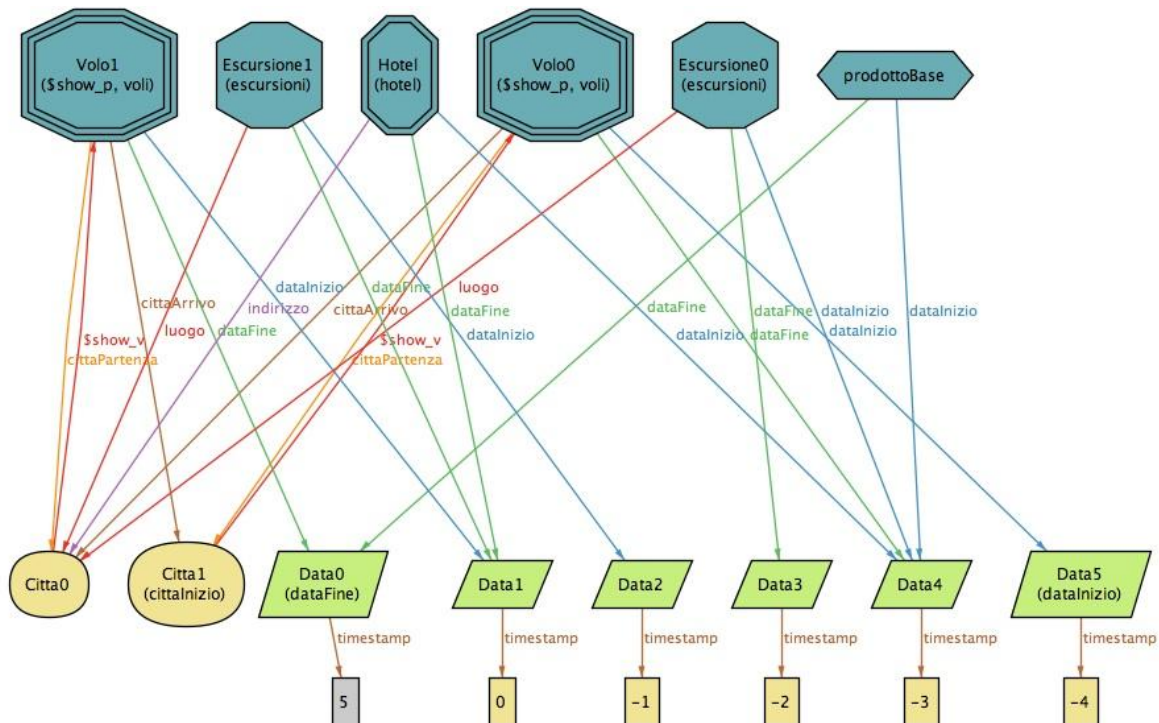 Volo1
($show_p, voli)
Escursione1
(escursioni)
Hotel
(hotel)
Volo0
($show_p, voli)
Escursione0
(escursioni)
prodottoBase
dataInizio
dataFine
luogo
cittaArrivo
indirizzo
cittaArrivo
dataFine
dataFine
dataFine
dataInizio
dataInizio
$show_v
luogo
dataFine
$show_v
dataInizio
dataInizio
dataFine
dataInizio
cittaPartenza
cittaPartenza
Citta0
Citta1
(cittaInizio)
Data0
(dataFine)
Data1
Data2
Data3
Data4
Data5
(dataInizio)
timestamp
timestamp
timestamp
timestamp
timestamp
timestamp
5
0
-1
-2
-3
-4